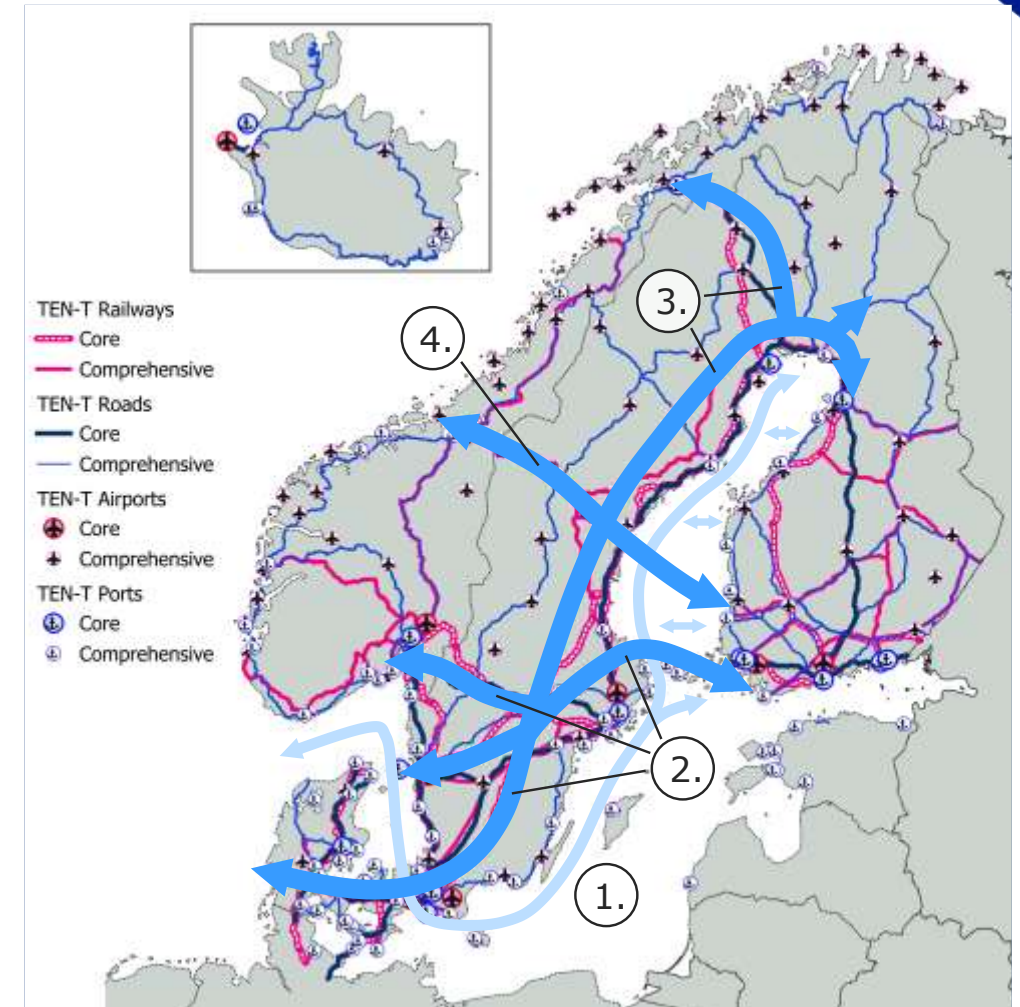 TEN-T Railways
Core
Comprehensive
TEN-T Roads
Core
Comprehensive
TEN-T Airports
Core
Comprehensive
TEN-T Ports
Core
Comprehensive
3.
4.
2.
1.